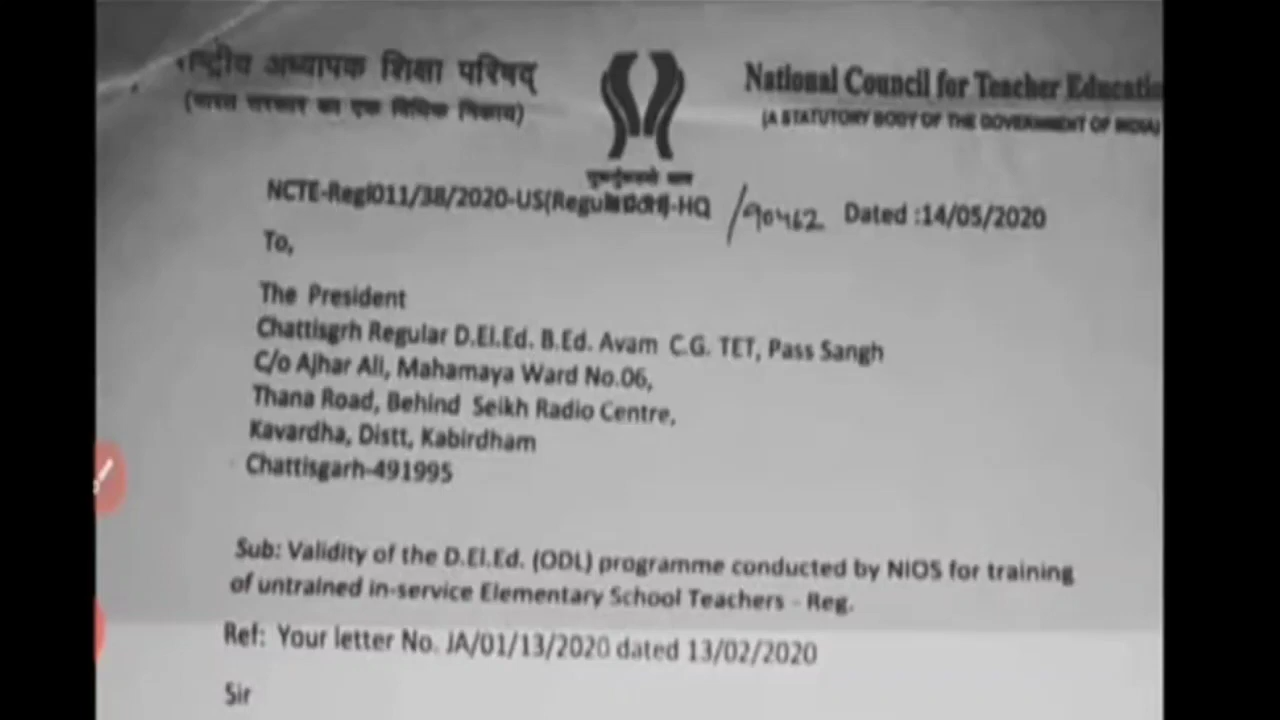 राष्ट्रीय अध्यापक शिक्षा परिषद्
(भारत सरकार का एक विधिक निकाय)
National Council for Teacher Educatio
(A STATUTORY BODY OF THE GOVERNMENT OF INDIA)
NCTE-Regl011/38/2020-US( -HQ /90462 Dated :14/05/2020
To,
The President
Chattisgrh Regular D.El.Ed. B.Ed. Avam C.G. TET, Pass Sangh
C/o Ajhar Ali, Mahamaya Ward No.06,
Thana Road, Behind Seikh Radio Centre,
Kavardha, Distt, Kabirdham
Chattisgarh-491995
Sub: Validity of the D.El.Ed. (ODL) programme conducted by NIOS for training
of untrained in-service Elementary School Teachers - Reg.
Ref: Your letter No. JA/01/13/2020 dated 13/02/2020
Sir